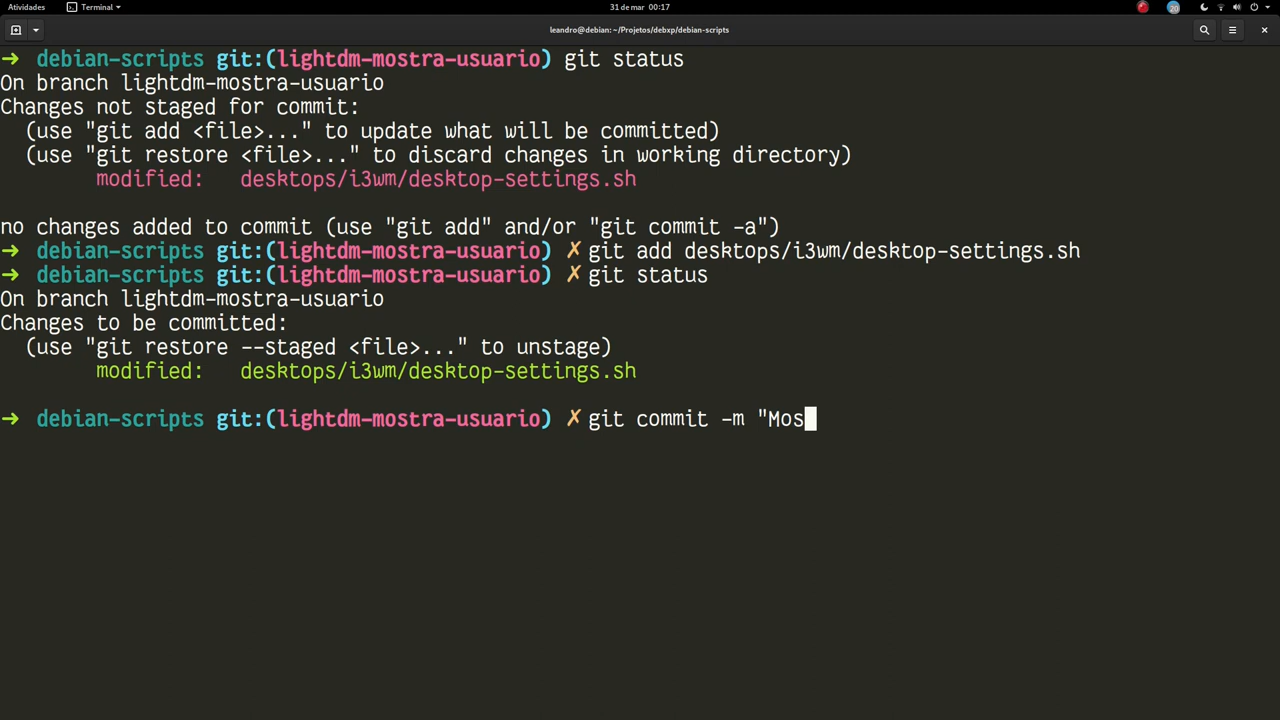 Atividades Terminal 31 de mar 00:17 20
leandro@debian: ~/Projetos/debxp/debian-scripts
➜ debian-scripts git:(lightdm-mostra-usuario) git status
On branch lightdm-mostra-usuario
Changes not staged for commit:
(use "git add <file>..." to update what will be committed)
(use "git restore <file>..." to discard changes in working directory)
modified: desktops/i3wm/desktop-settings.sh
no changes added to commit (use "git add" and/or "git commit -a")
➜ debian-scripts git:(lightdm-mostra-usuario) ✗ git add desktops/i3wm/desktop-settings.sh
➜ debian-scripts git:(lightdm-mostra-usuario) ✗ git status
On branch lightdm-mostra-usuario
Changes to be committed:
(use "git restore --staged <file>..." to unstage)
modified: desktops/i3wm/desktop-settings.sh
➜ debian-scripts git:(lightdm-mostra-usuario) ✗ git commit -m "Mos